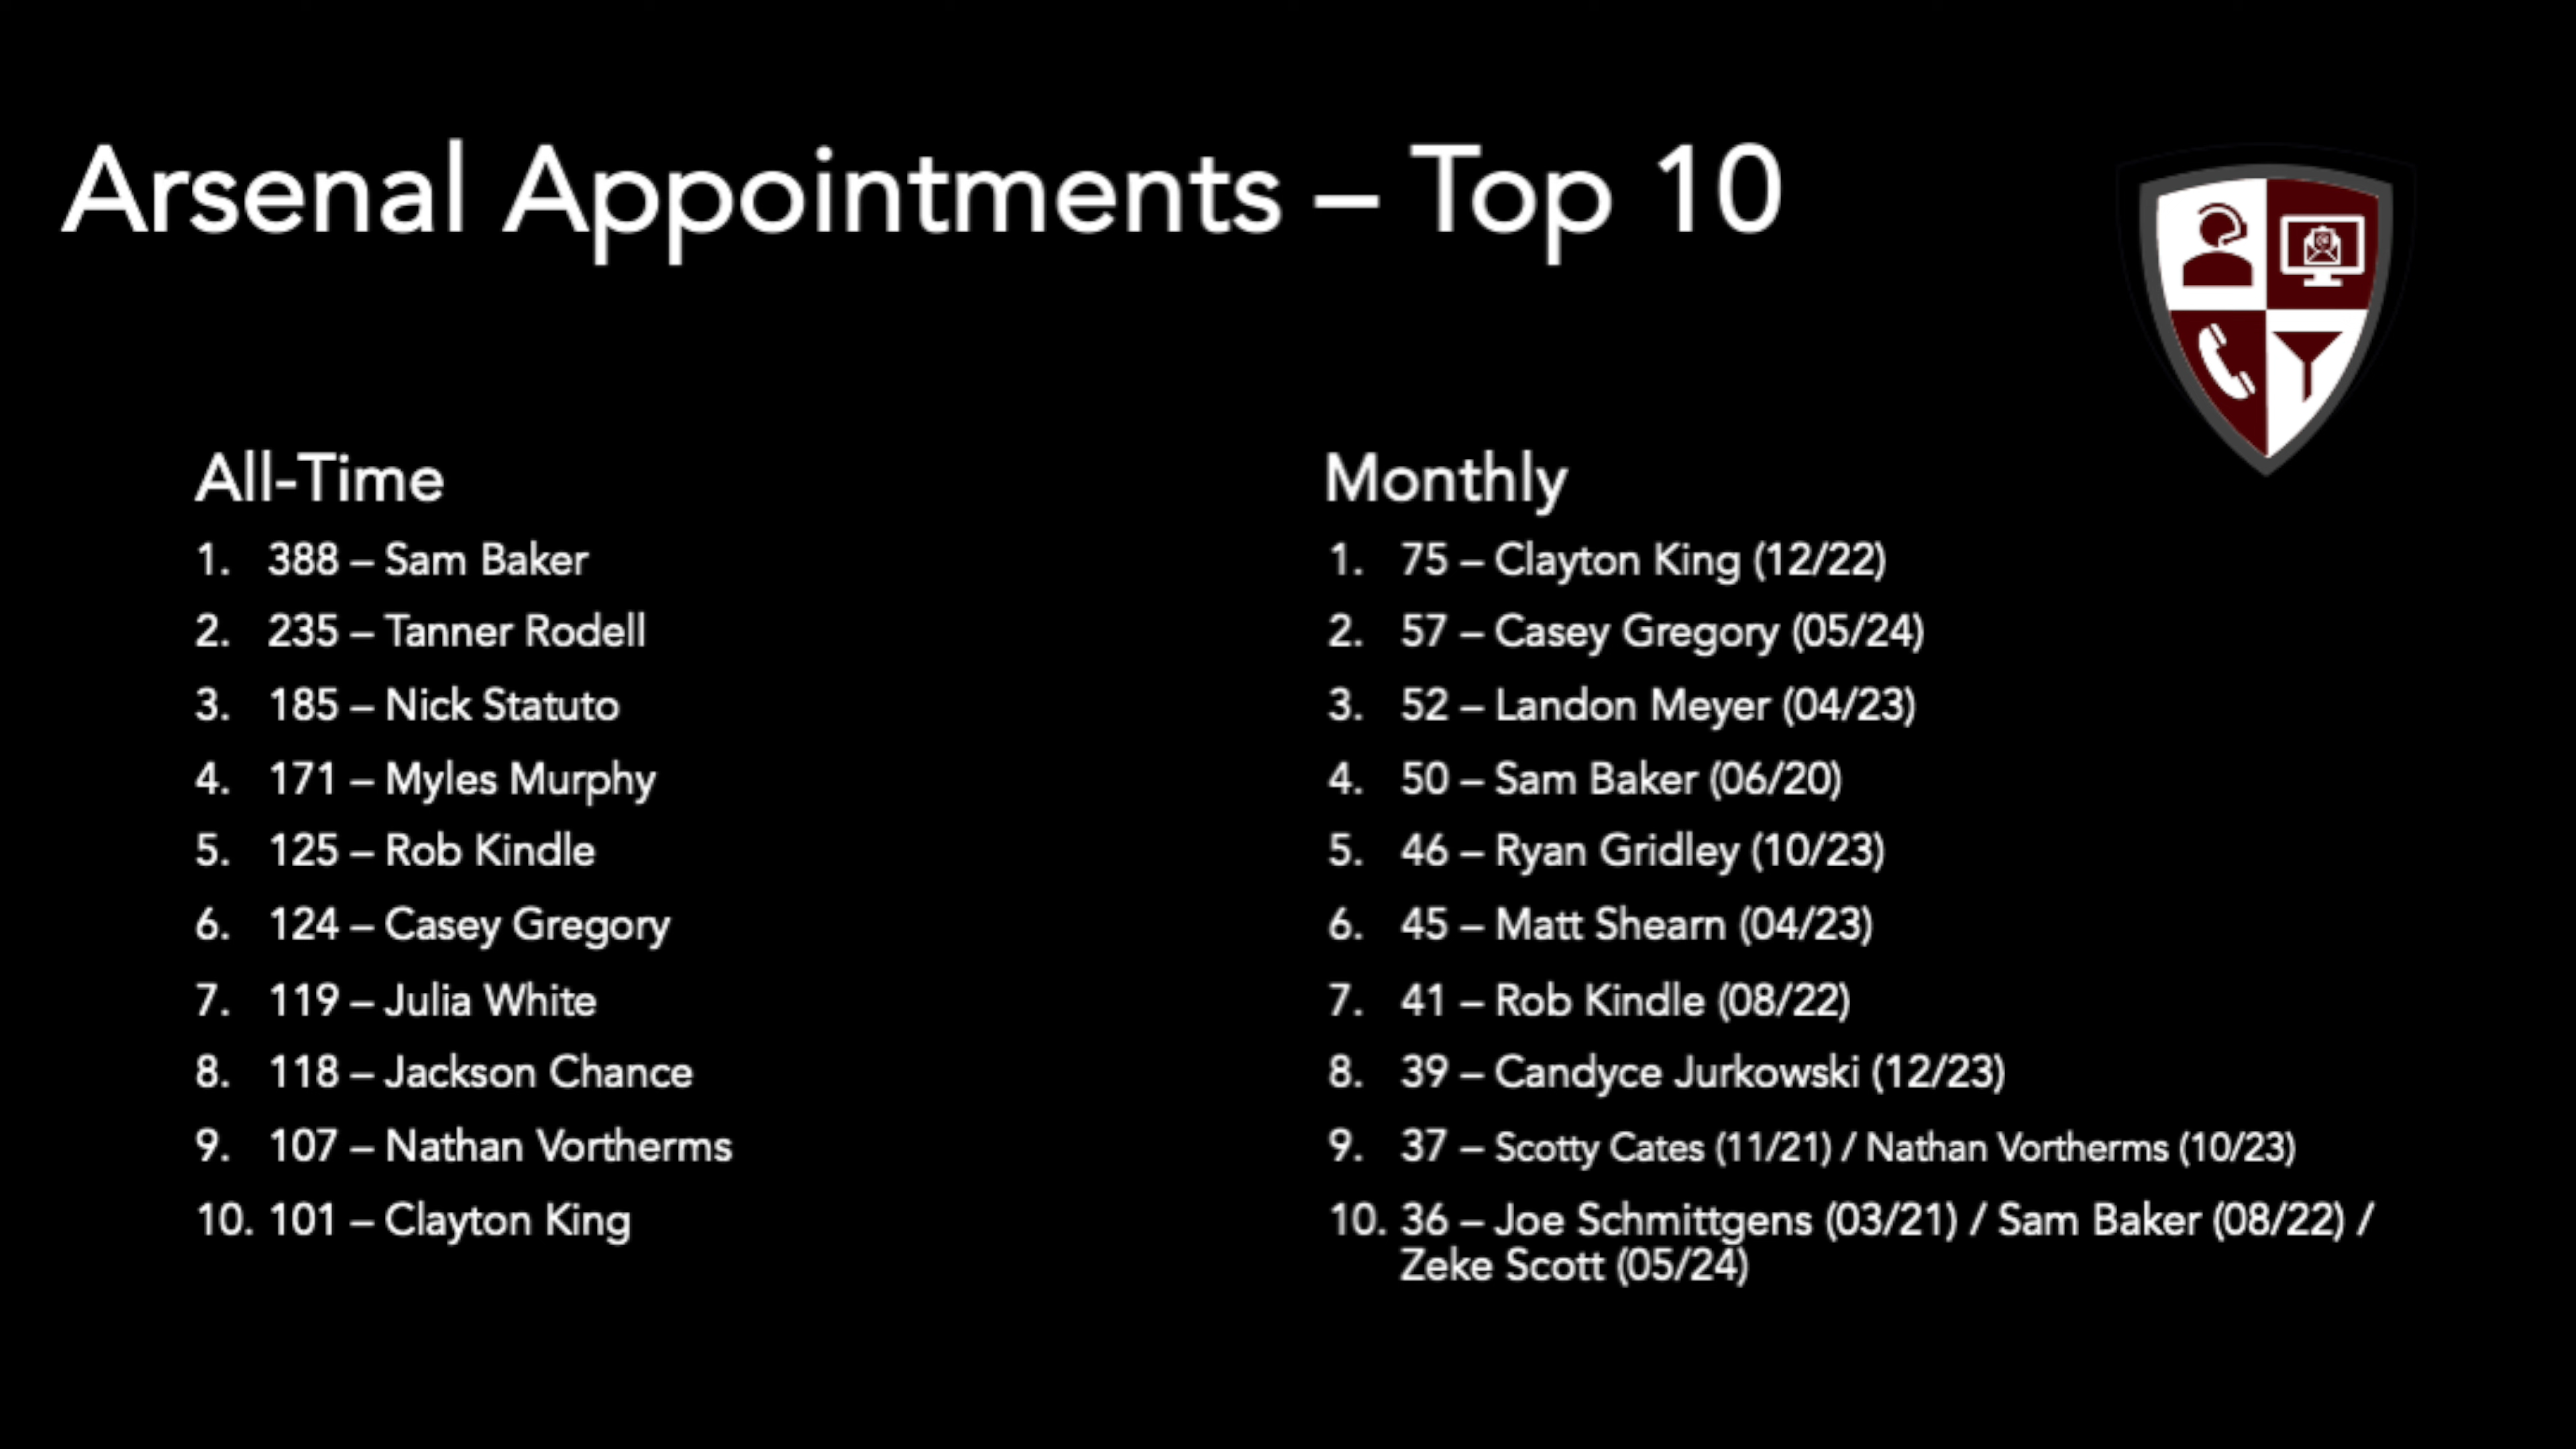 Arsenal Appointments – Top 10
All-Time
1. 388 – Sam Baker
2. 235 – Tanner Rodell
3. 185 – Nick Statuto
4. 171 – Myles Murphy
5. 125 – Rob Kindle
6. 124 – Casey Gregory
7. 119 – Julia White
8. 118 – Jackson Chance
9. 107 – Nathan Vortherms
10. 101 – Clayton King
Monthly
1. 75 – Clayton King (12/22)
2. 57 – Casey Gregory (05/24)
3. 52 – Landon Meyer (04/23)
4. 50 – Sam Baker (06/20)
5. 46 – Ryan Gridley (10/23)
6. 45 – Matt Shearn (04/23)
7. 41 – Rob Kindle (08/22)
8. 39 – Candyce Jurkowski (12/23)
9. 37 – Scotty Cates (11/21) / Nathan Vortherms (10/23)
10. 36 – Joe Schmittgens (03/21) / Sam Baker (08/22) /
Zeke Scott (05/24)